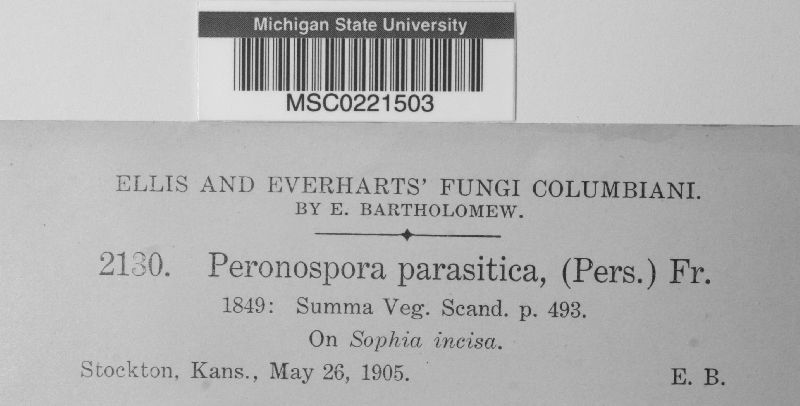 Michigan State University
MSC0221503
ELLIS AND EVERHARTS' FUNGI COLUMBIANI.
BY E. BARTHOLOMEW.
2130. Peronospora parasitica, (Pers.) Fr.
1849: Summa Veg. Scand. p. 493.
On Sophia incisa.
Stockton, Kans., May 26, 1905. E. B.